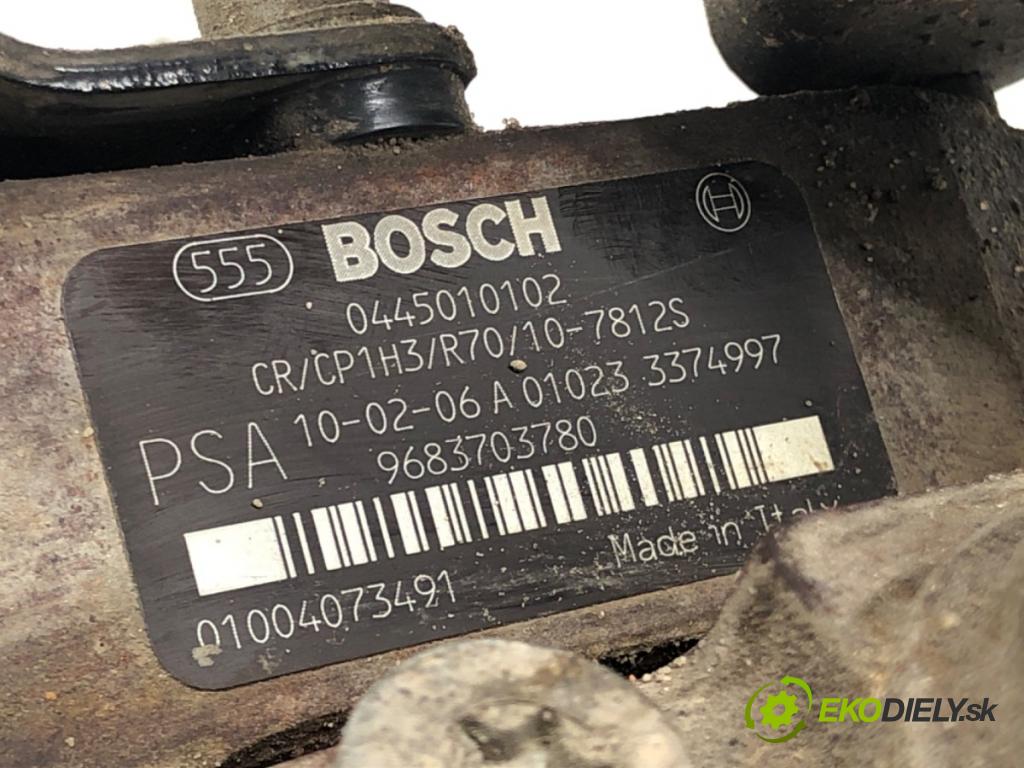 555 BOSCH
0445010102
CR/CP1H3/R70/10-7812S
PSA 10-02-06 A 01023 3374997
9683703780
Made in Italy
01004073491
EKODIELY.sk